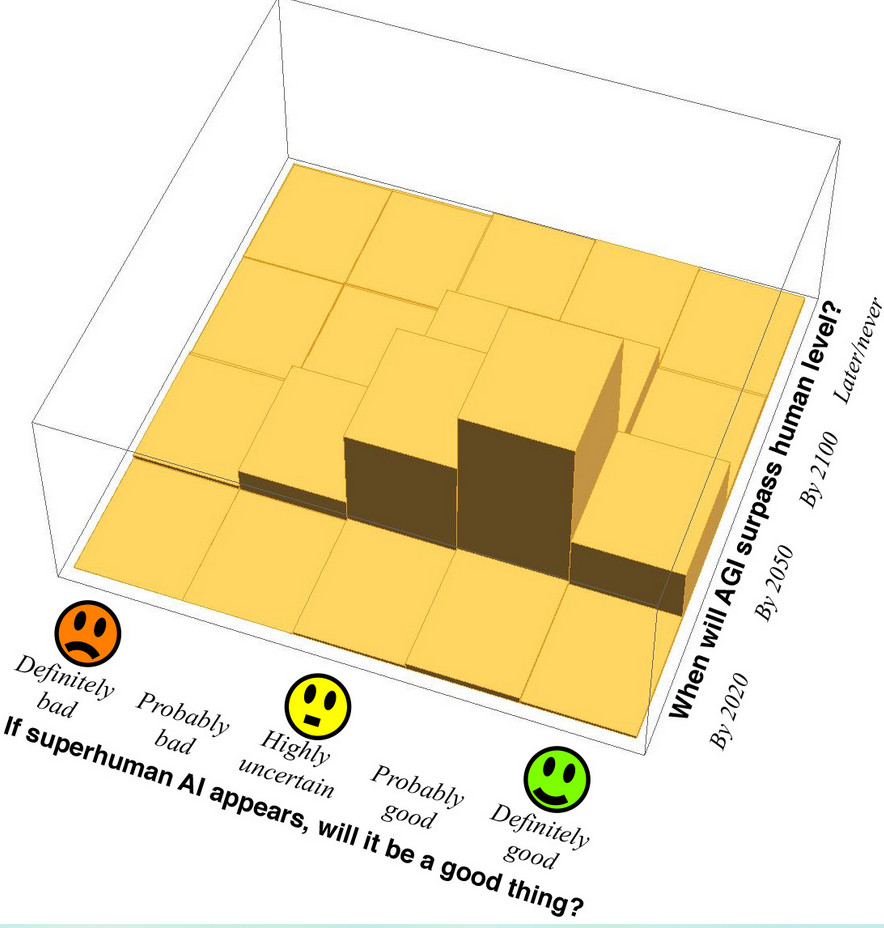 When will AGI surpass human level?
Later/never
By 2100
By 2050
By 2020
Definitely
bad
Probably
bad
Highly
uncertain
Probably
good
Definitely
good
If superhuman AI appears, will it be a good thing?